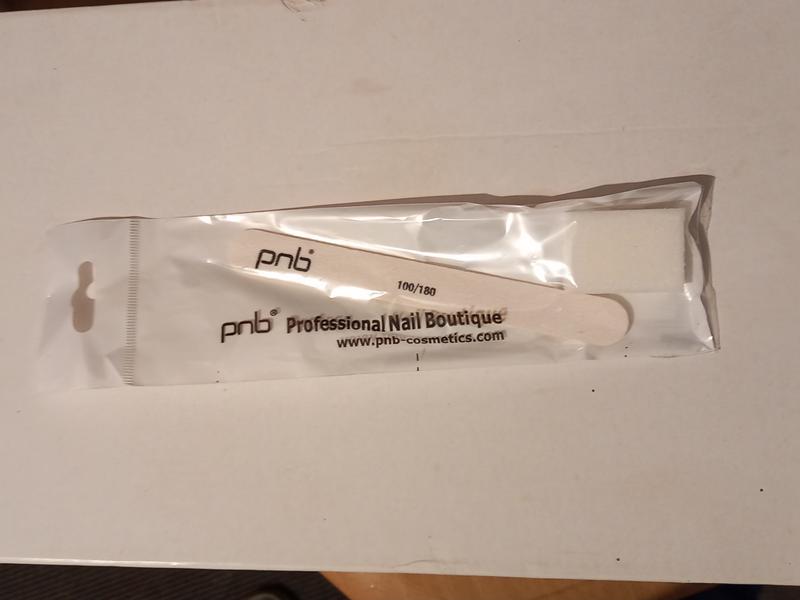 pnb®
100/180
pnb® Professional Nail Boutique
www.pnb-cosmetics.com